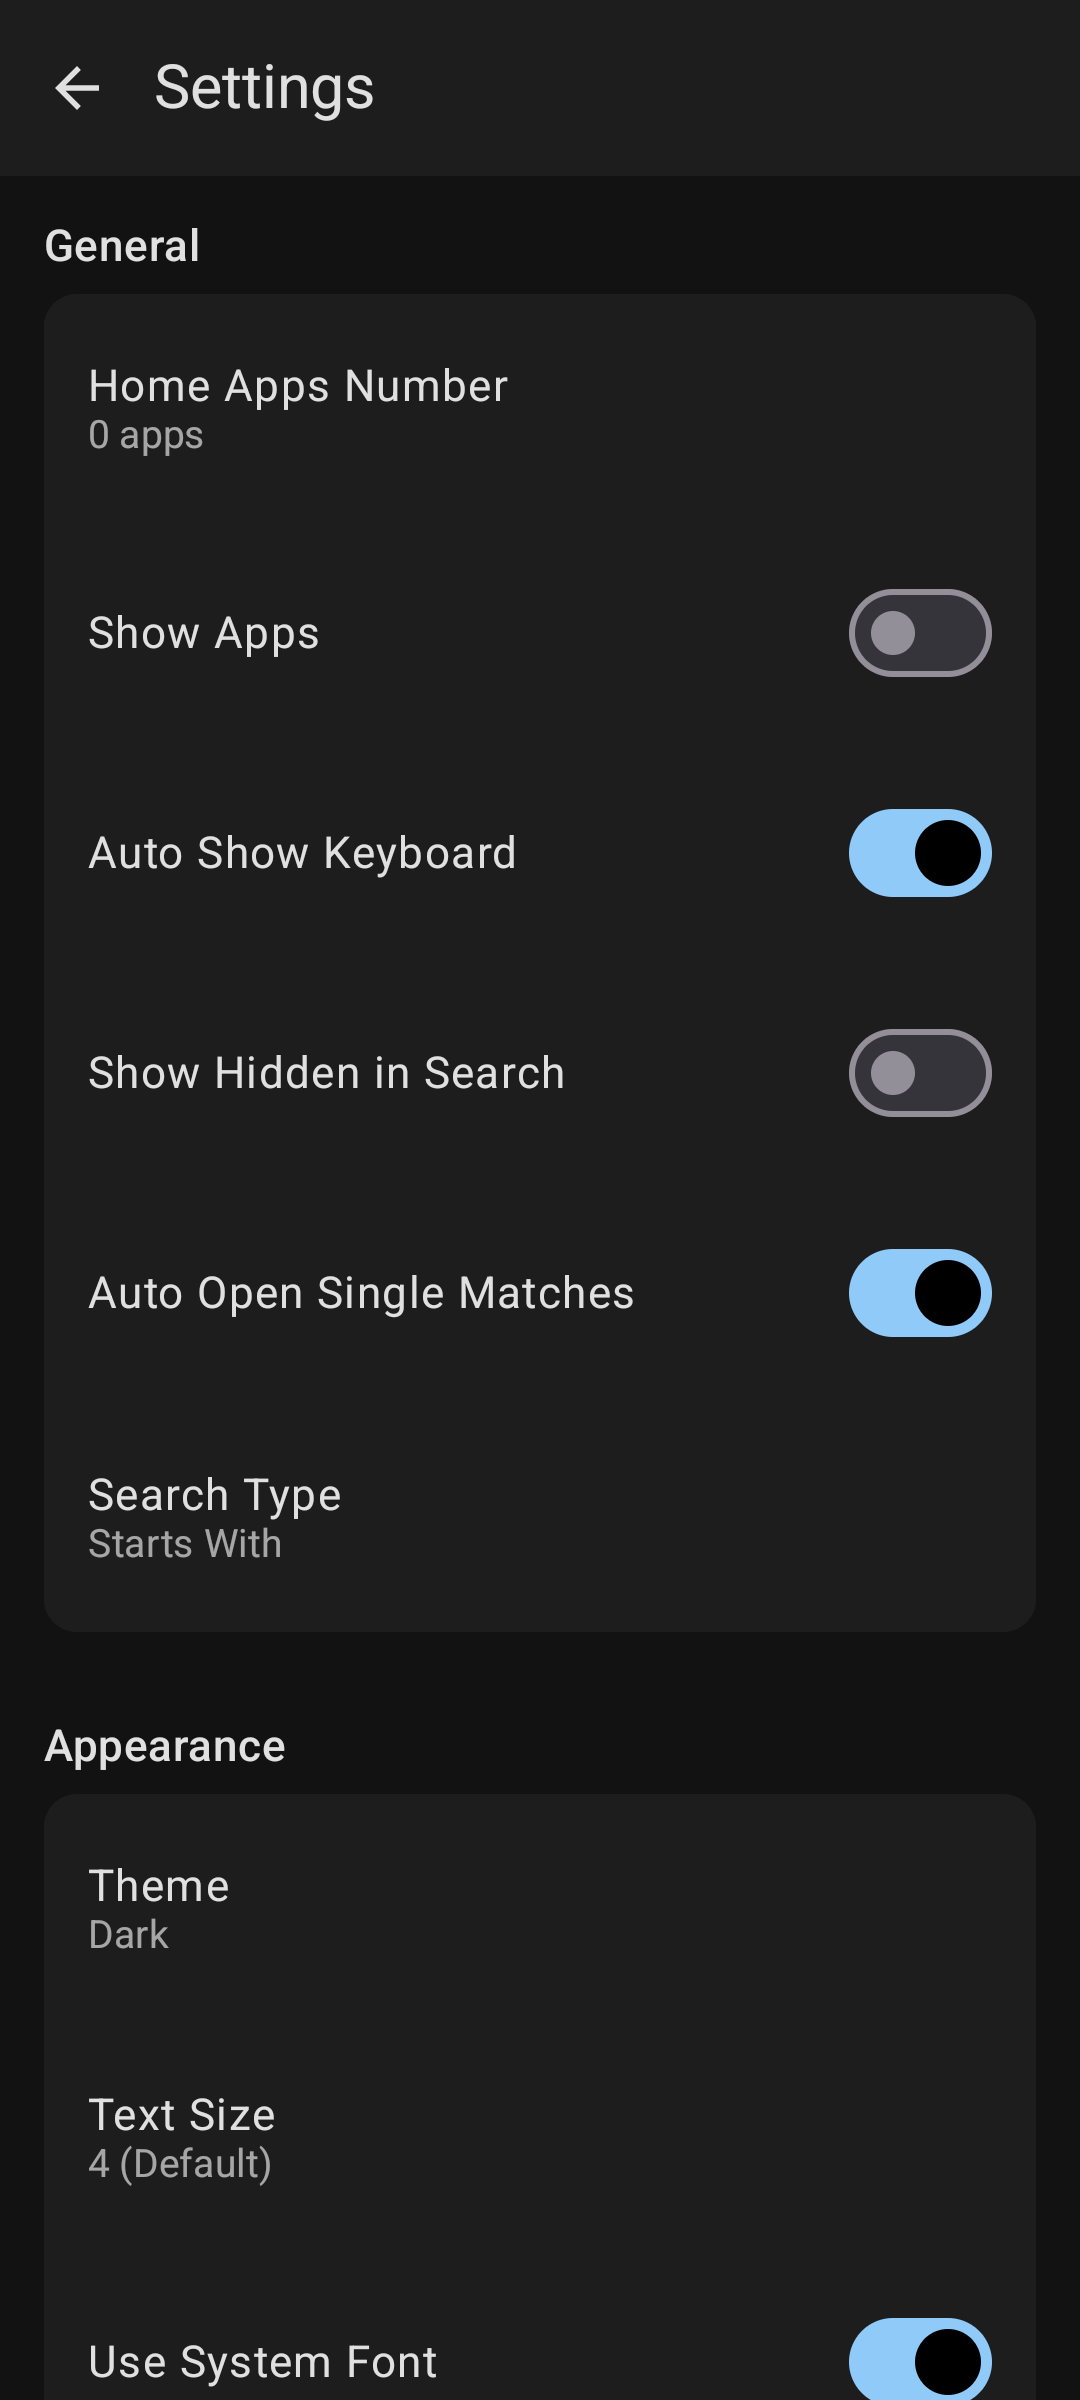 Settings
General
Home Apps Number
0 apps
Show Apps
Auto Show Keyboard
Show Hidden in Search
Auto Open Single Matches
Search Type
Starts With
Appearance
Theme
Dark
Text Size
4 (Default)
Use System Font